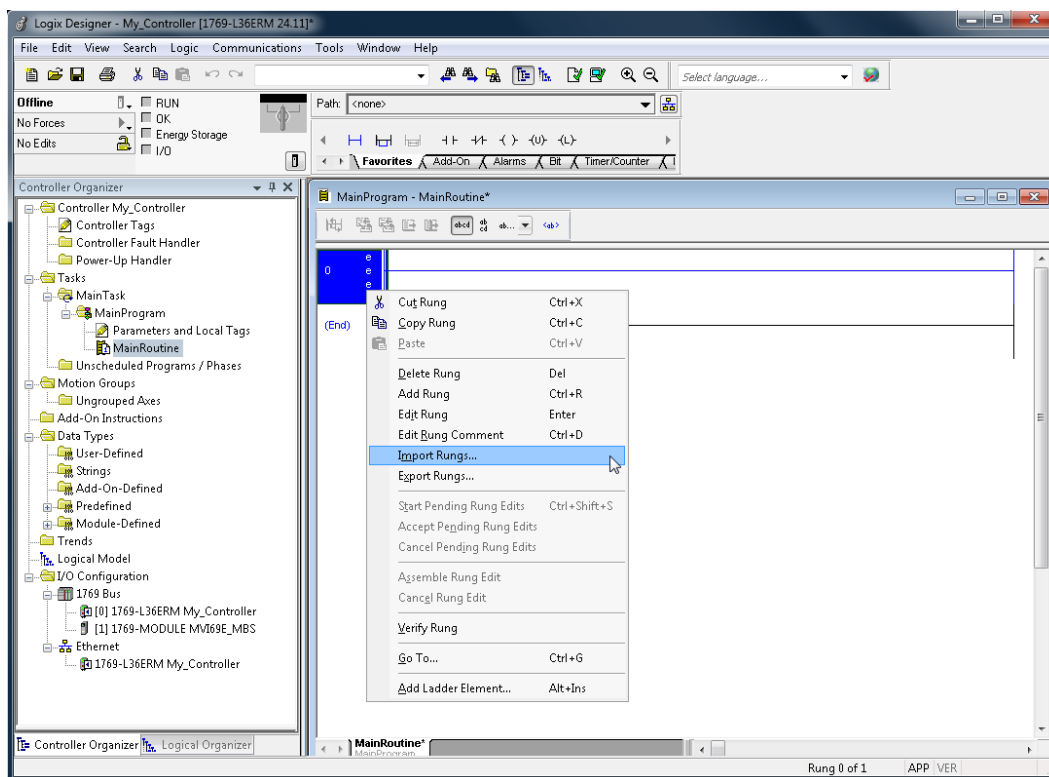 Logix Designer - My_Controller [1769-L36ERM 24.11]*
File Edit View Search Logic Communications Tools Window Help
Select language...
Offline
RUN
No Forces
OK
Energy Storage
No Edits
I/O
Path: <none>
Favorites Add-On Alarms Bit Timer/Counter
Controller Organizer
Controller My_Controller
Controller Tags
Controller Fault Handler
Power-Up Handler
Tasks
MainTask
MainProgram
Parameters and Local Tags
MainRoutine
Unscheduled Programs / Phases
Motion Groups
Ungrouped Axes
Add-On Instructions
Data Types
User-Defined
Strings
Add-On-Defined
Predefined
Module-Defined
Trends
Logical Model
I/O Configuration
1769 Bus
[0] 1769-L36ERM My_Controller
[1] 1769-MODULE MVI69E_MBS
Ethernet
1769-L36ERM My_Controller
Controller Organizer Logical Organizer
MainProgram - MainRoutine*
abcd ab cd ab... <ab>
0 e
e
e
(End)
Cut Rung Ctrl+X
Copy Rung Ctrl+C
Paste Ctrl+V
Delete Rung Del
Add Rung Ctrl+R
Edit Rung Enter
Edit Rung Comment Ctrl+D
Import Rungs...
Export Rungs...
Start Pending Rung Edits Ctrl+Shift+S
Accept Pending Rung Edits
Cancel Pending Rung Edits
Assemble Rung Edit
Cancel Rung Edit
Verify Rung
Go To... Ctrl+G
Add Ladder Element... Alt+Ins
MainRoutine*
MainProgram
Rung 0 of 1 APP VER